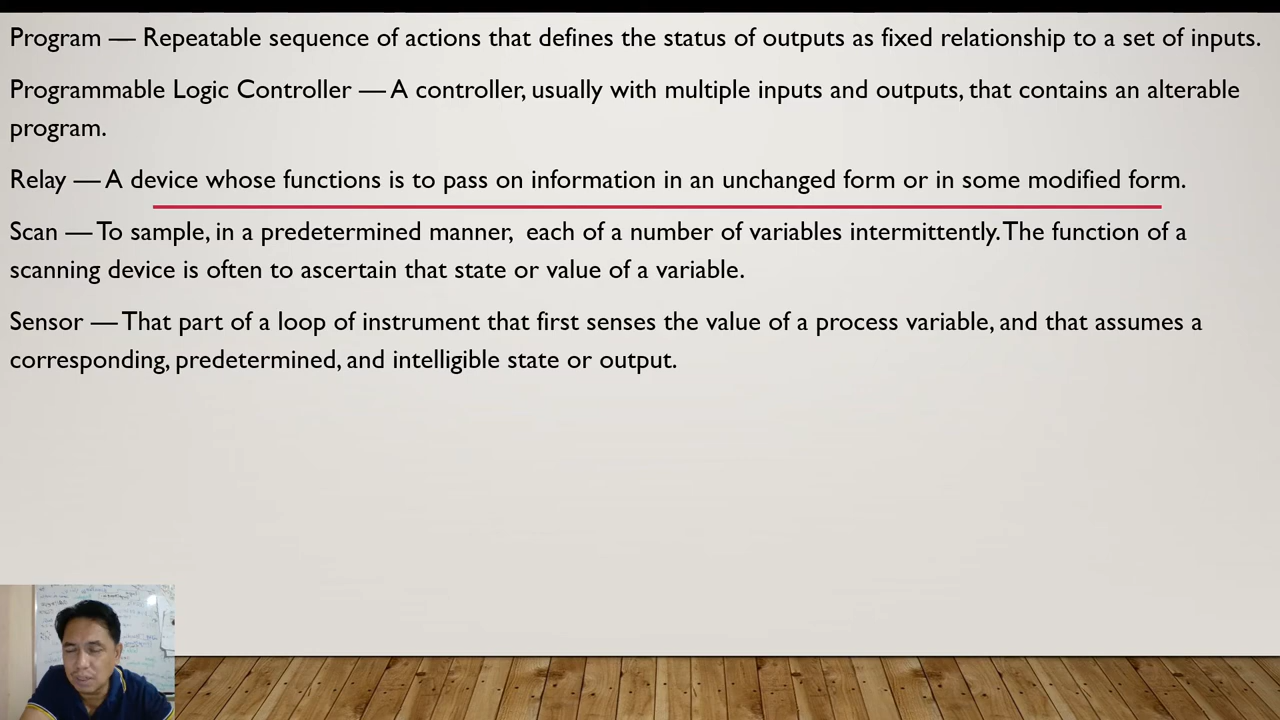 Program — Repeatable sequence of actions that defines the status of outputs as fixed relationship to a set of inputs.
Programmable Logic Controller — A controller, usually with multiple inputs and outputs, that contains an alterable
program.
Relay — A device whose functions is to pass on information in an unchanged form or in some modified form.
Scan — To sample, in a predetermined manner,  each of a number of variables intermittently. The function of a
scanning device is often to ascertain that state or value of a variable.
Sensor — That part of a loop of instrument that first senses the value of a process variable, and that assumes a
corresponding, predetermined, and intelligible state or output.